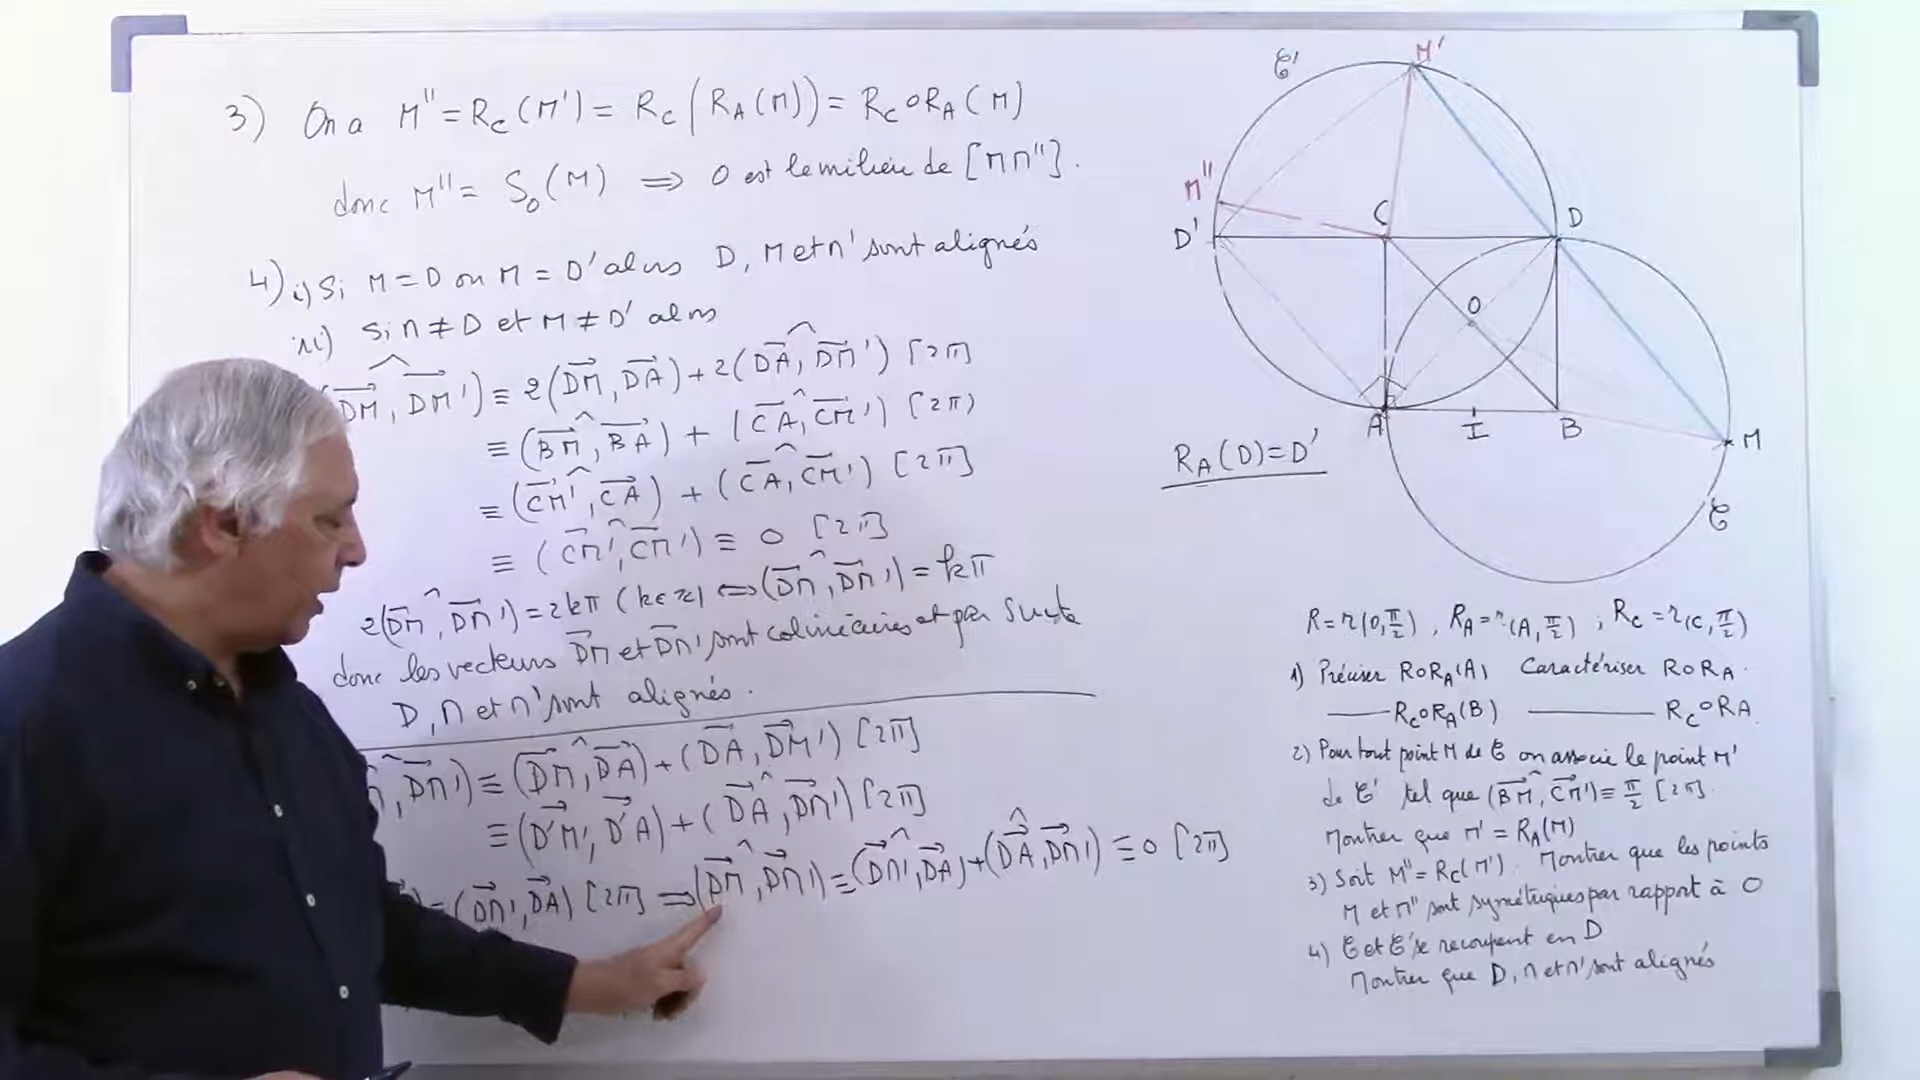 3) On a M'' = R_C (M') = R_C (R_A (M)) = R_C o R_A (M)
donc M'' = S_O (M) ⟹ O est le milieu de [MM''].
4) i) Si M = D ou M = D' alors D, M et M' sont alignés
ii) Si M ≠ D et M ≠ D' alors
(DM, DM') ≡ 2(DM, DA) + 2(DA, DM') [2π]
≡ (BM, BA) + (CA, CM') [2π)
≡ (CM', CA) + (CA, CM') [2π]
≡ (CM', CM') ≡ 0 [2π]
2(DM, DM') = 2kπ (k∈Z) ⟺ (DM, DM') = kπ
donc les vecteurs DM et DM' sont colinéaires et par suite
D, M et M' sont alignés.
, DM') ≡ (DM, DA) + (DA, DM') [2π]
≡ (D'M', D'A) + (DA, DM') [2π]
) = (DM', DA) [2π] ⟹ (DM, DM') ≡ (DM', DA) + (DA, DM') ≡ 0 [2π]
C'
M'
M''
D'
C
D
O
A
I
B
M
C
R_A (D) = D'
R = r(O, π/2), R_A = r(A, π/2) ; R_C = r(C, π/2)
1) Préciser RoR_A (A) Caractériser RoR_A.
—— R_C o R_A (B) —— R_C o R_A
2) Pour tout point M de C on associe le point M'
de C' tel que (BM, CM') ≡ π/2 [2π].
Montrer que M' = R_A (M)
3) Soit M'' = R_C (M'). Montrer que les points
M et M'' sont symétriques par rapport à O
4) C et C' se recoupent en D
Montrer que D, M et M' sont alignés